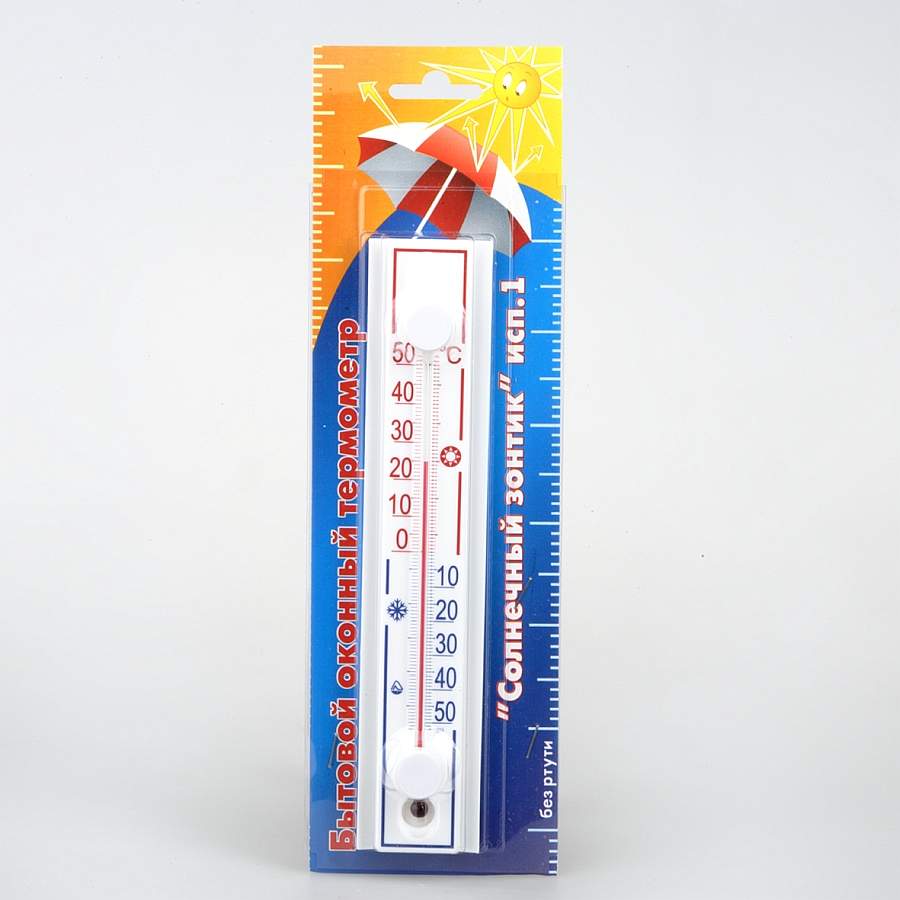 Бытовой оконный термометр
"Солнечный зонтик" исп.1
без ртути
50 °C
40
30
20
10
0
10
20
30
40
50